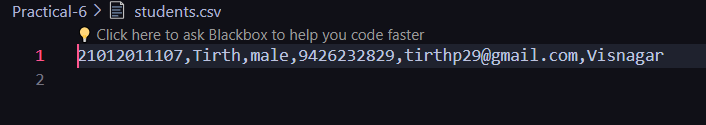 Practical-6 > students.csv
Click here to ask Blackbox to help you code faster
1 21012011107,Tirth,male,9426232829,tirthp29@gmail.com,Visnagar
2